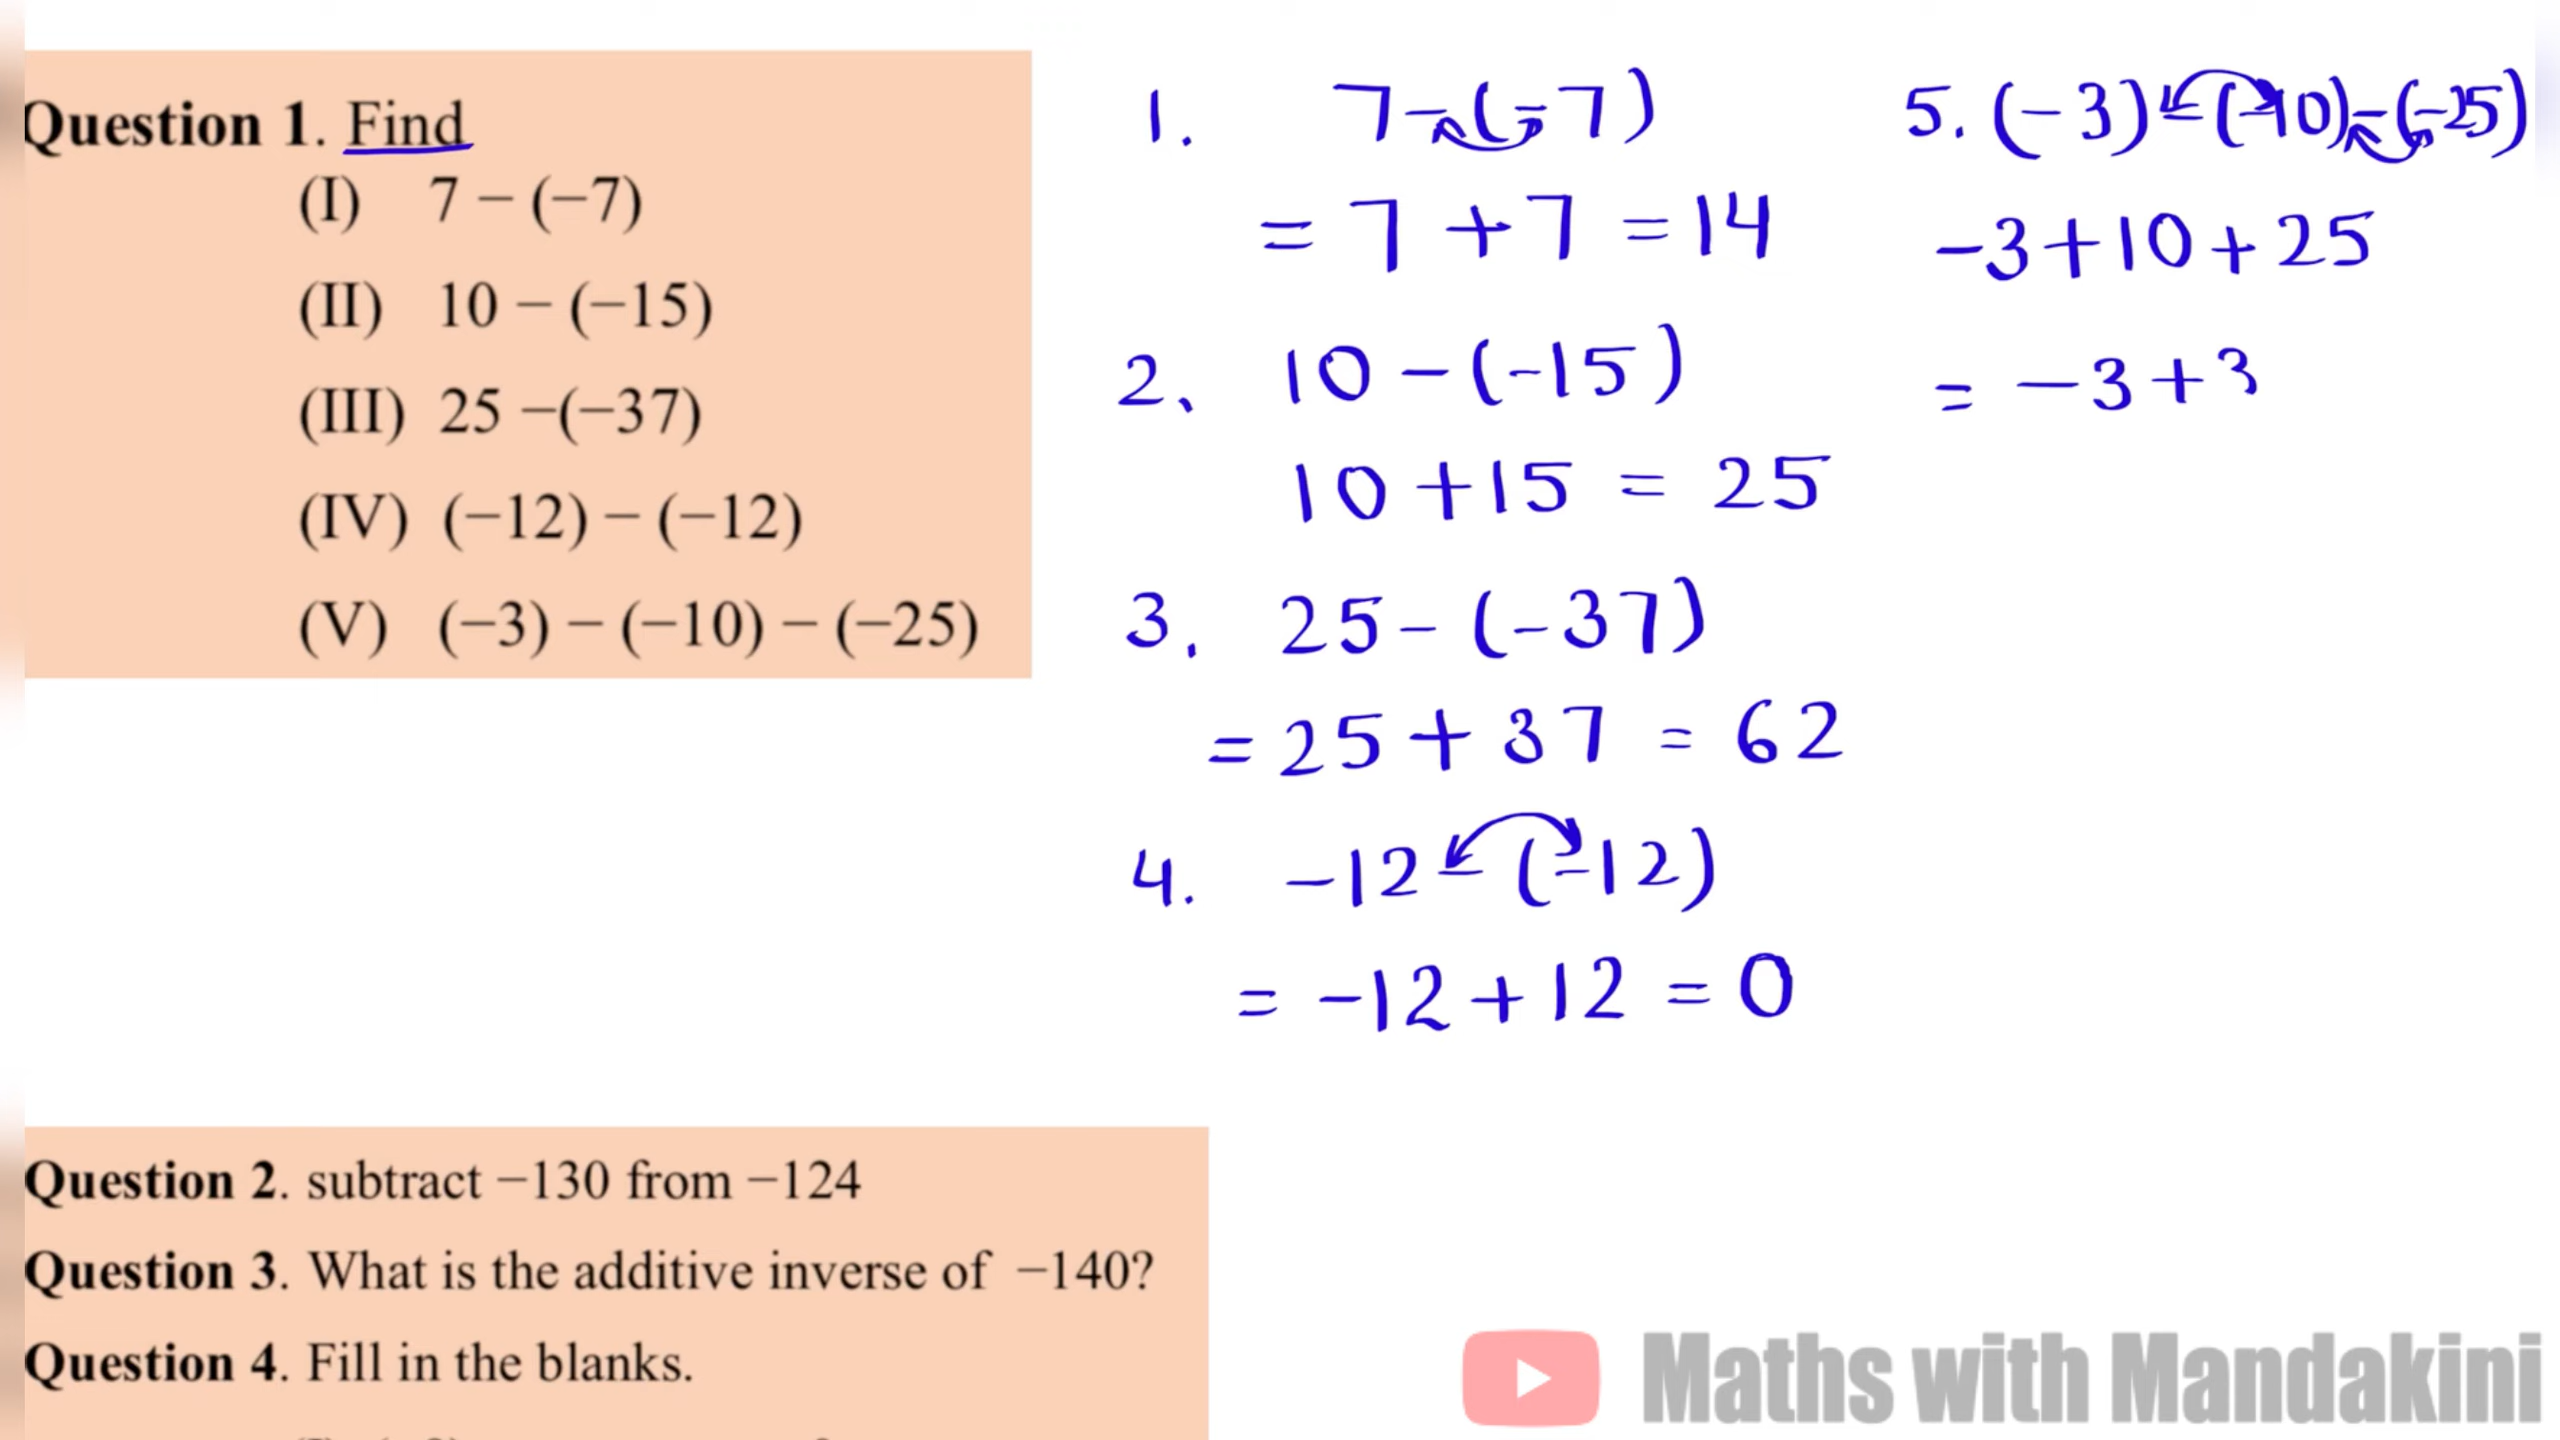 Question 1. Find
(I) 7 − (−7)
(II) 10 − (−15)
(III) 25 −(−37)
(IV) (−12) − (−12)
(V) (−3) − (−10) − (−25)
1. 7-(-7)
= 7 + 7 = 14
2. 10 - (-15)
10 + 15 = 25
3. 25 - (-37)
= 25 + 37 = 62
4. -12 - (-12)
= -12 + 12 = 0
5. (-3) - (-10) - (-25)
-3 + 10 + 25
= -3 + 3
Question 2. subtract −130 from −124
Question 3. What is the additive inverse of −140?
Question 4. Fill in the blanks.
Maths with Mandakini